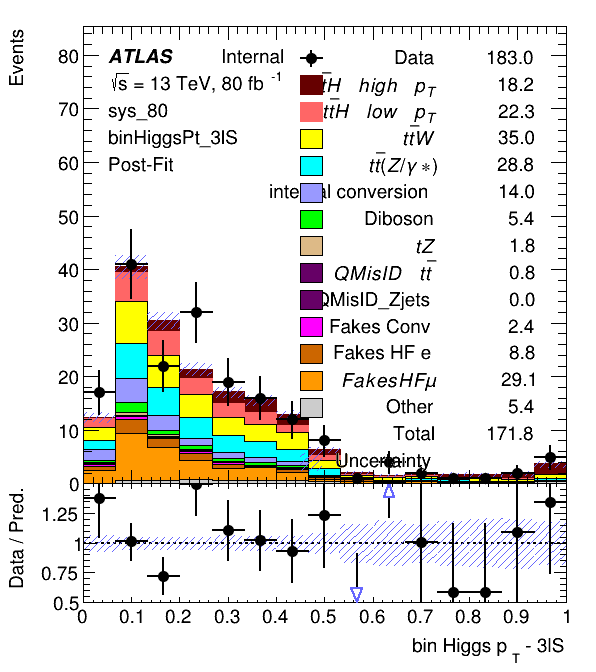 Events
ATLAS Internal
√s = 13 TeV, 80 fb⁻¹
sys_80
binHiggsPt_3lS
Post-Fit
Data 183.0
tt̅H high p_T 18.2
tt̅H low p_T 22.3
tt̅W 35.0
tt̅(Z/γ*) 28.8
internal conversion 14.0
Diboson 5.4
tZ 1.8
QMisID tt̅ 0.8
QMisID_Zjets 0.0
Fakes Conv 2.4
Fakes HF e 8.8
FakesHFμ 29.1
Other 5.4
Total 171.8
Uncertainty
80
70
60
50
40
30
20
10
0
Data / Pred.
1.25
1
0.75
0.5
0 0.1 0.2 0.3 0.4 0.5 0.6 0.7 0.8 0.9 1
bin Higgs p_T - 3lS